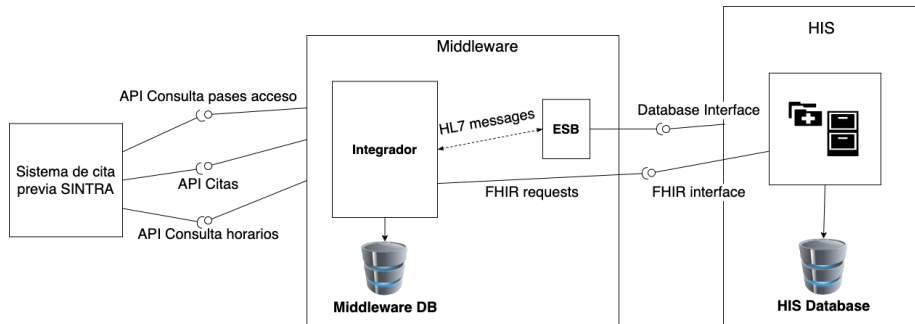 HIS
Middleware
API Consulta pases acceso
Database Interface
HL7 messages
ESB
Integrador
Sistema de cita
previa SINTRA
API Citas
FHIR requests
FHIR interface
API Consulta horarios
Middleware DB
HIS Database